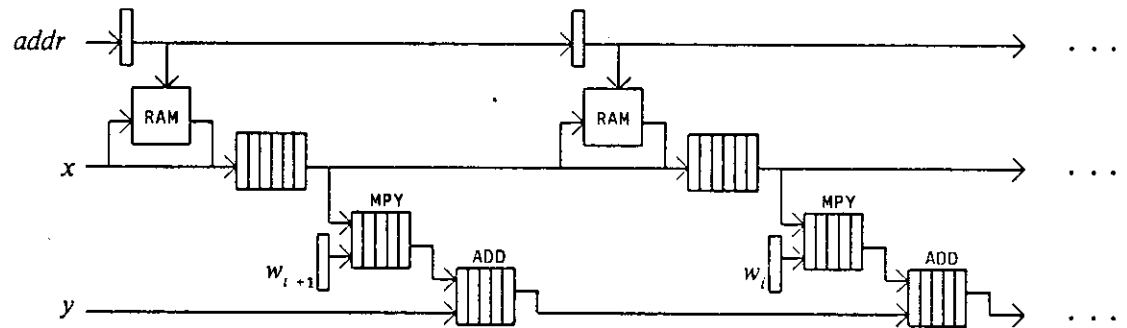 addr
. . .
RAM
RAM
x
. . .
MPY
MPY
w_{i+1}
ADD
w_i
ADD
y
. . .